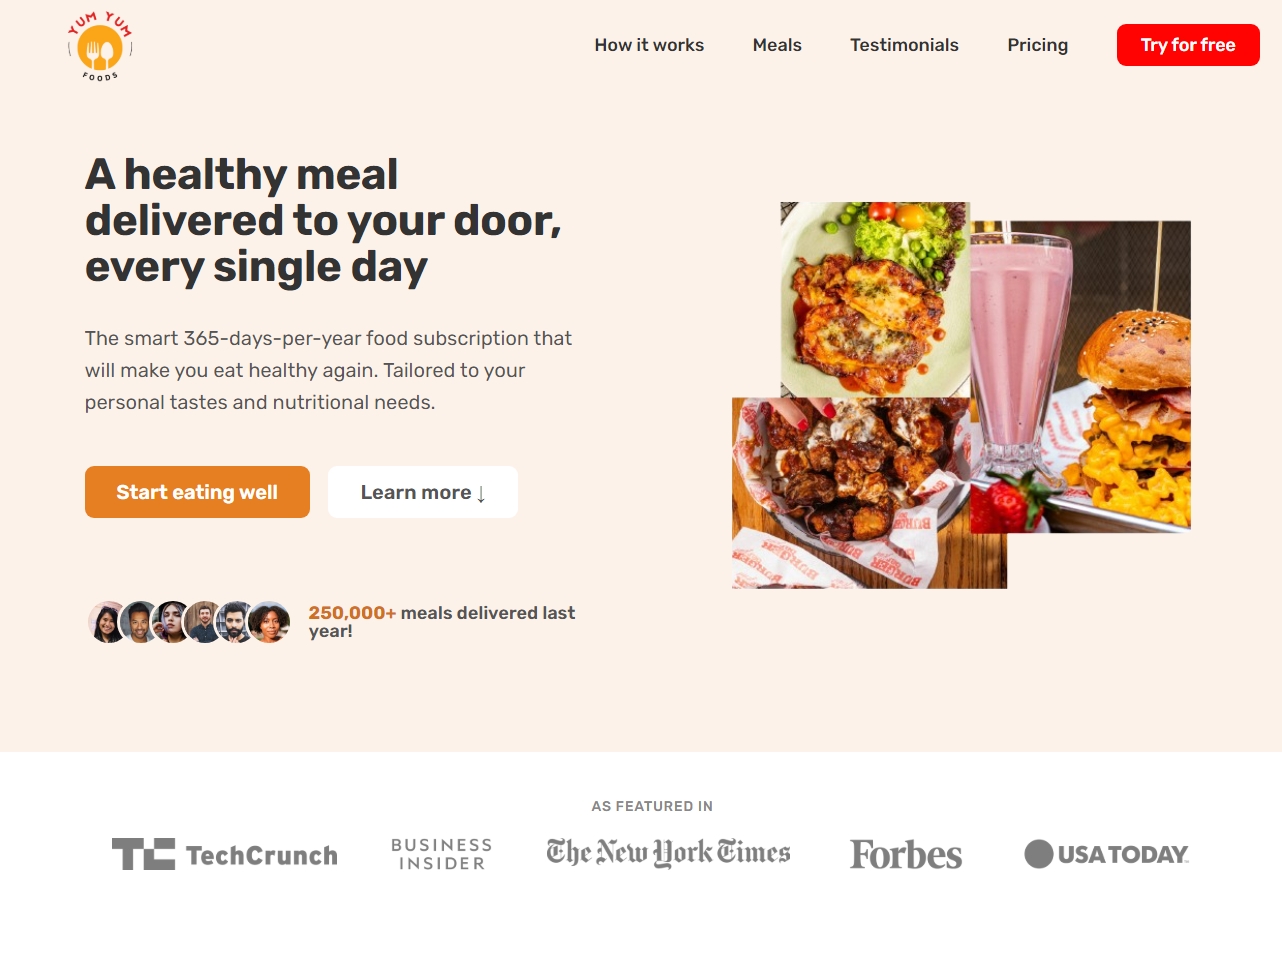 YUM YUM
FOODS
How it works
Meals
Testimonials
Pricing
Try for free
A healthy meal
delivered to your door,
every single day
The smart 365-days-per-year food subscription that
will make you eat healthy again. Tailored to your
personal tastes and nutritional needs.
Start eating well
Learn more ↓
250,000+ meals delivered last
year!
BURGER
BURGER
AS FEATURED IN
TC TechCrunch
BUSINESS
INSIDER
The New York Times
Forbes
USA TODAY